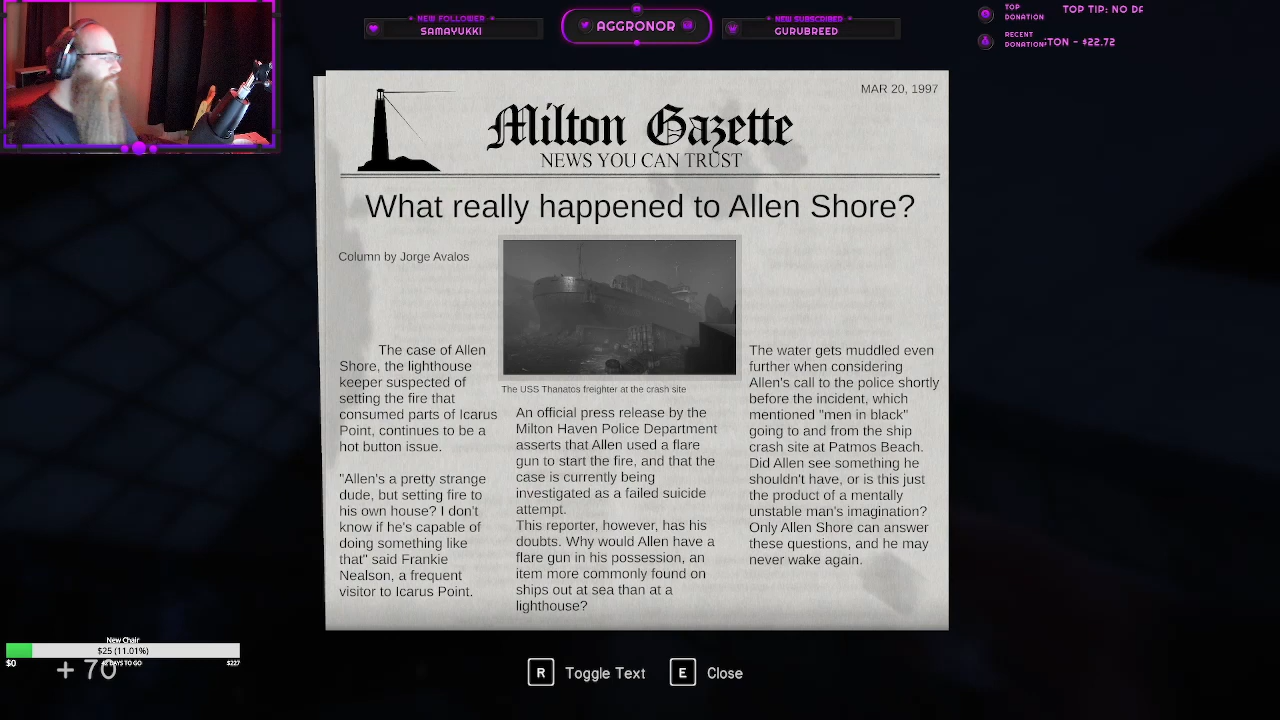 NEW FOLLOWER
SAMAYUKKI
AGGRONOR
NEW SUBSCRIBED
GURUBREED
TOP
DONATION
TOP TIP: NO
RECENT
DONATION
TON - $22.72
MAR 20, 1997
Milton Gazette
NEWS YOU CAN TRUST
What really happened to Allen Shore?
Column by Jorge Avalos
The case of Allen
Shore, the lighthouse
keeper suspected of
setting the fire that
consumed parts of Icarus
Point, continues to be a
hot button issue.
"Allen's a pretty strange
dude, but setting fire to
his own house? I don't
know if he's capable of
doing something like
that" said Frankie
Nealson, a frequent
visitor to Icarus Point.
The USS Thanatos freighter at the crash site
An official press release by the
Milton Haven Police Department
asserts that Allen used a flare
gun to start the fire, and that the
case is currently being
investigated as a failed suicide
attempt.
This reporter, however, has his
doubts. Why would Allen have a
flare gun in his possession, an
item more commonly found on
ships out at sea than at a
lighthouse?
The water gets muddled even
further when considering
Allen's call to the police shortly
before the incident, which
mentioned "men in black"
going to and from the ship
crash site at Patmos Beach.
Did Allen see something he
shouldn't have, or is this just
the product of a mentally
unstable man's imagination?
Only Allen Shore can answer
these questions, and he may
never wake again.
New Chair
$25 (11.01%)
$0
DAYS TO GO
$227
+ 70
R Toggle Text
E Close